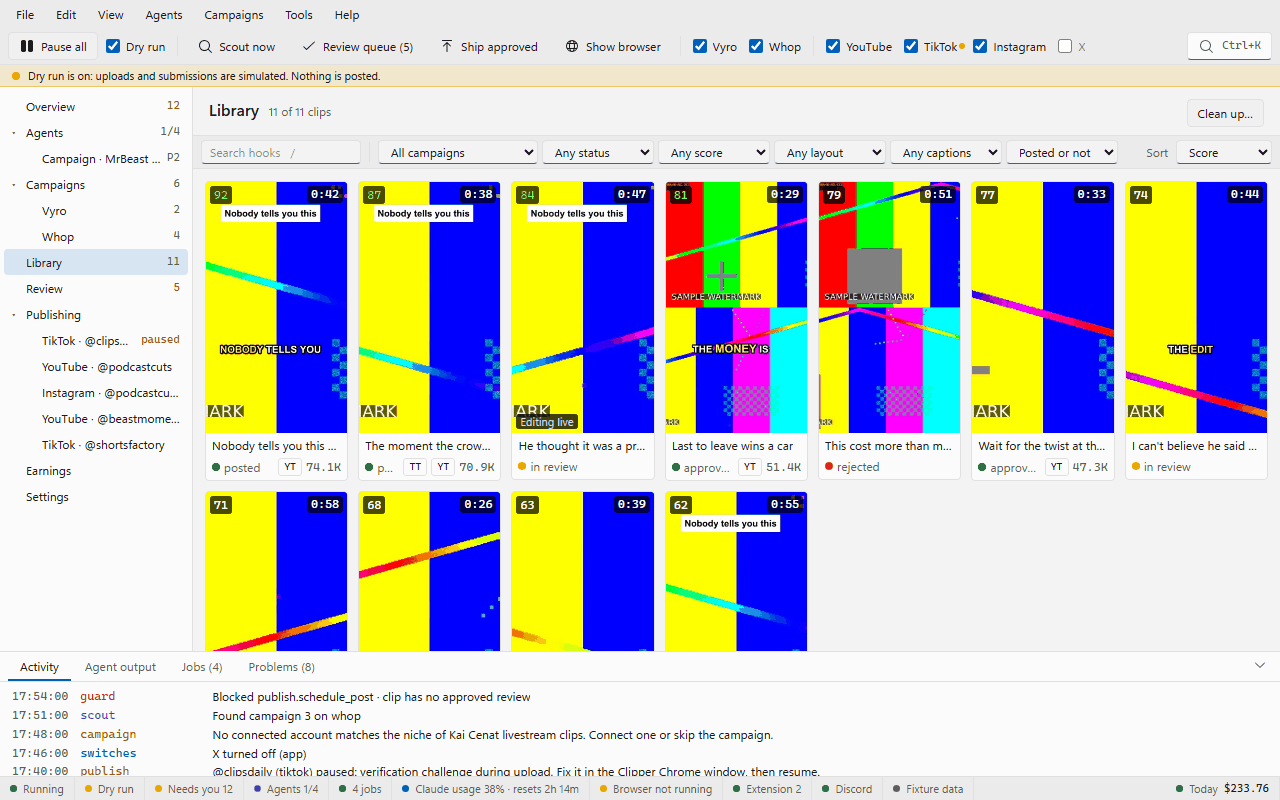 File Edit View Agents Campaigns Tools Help
Pause all Dry run Scout now Review queue (5) Ship approved Show browser Vyro Whop YouTube TikTok Instagram X Ctrl+K
Dry run is on: uploads and submissions are simulated. Nothing is posted.
Overview 12
Agents 1/4
Campaign · MrBeast ... P2
Campaigns 6
Vyro 2
Whop 4
Library 11
Review 5
Publishing
TikTok · @clips... paused
YouTube · @podcastcuts
Instagram · @podcastcu...
YouTube · @beastmome...
TikTok · @shortsfactory
Earnings
Settings
Library 11 of 11 clips Clean up...
Search hooks / All campaigns Any status Any score Any layout Any captions Posted or not Sort Score
92 0:42
Nobody tells you this
NOBODY TELLS YOU
ARK
Nobody tells you this ...
posted YT 74.1K
87 0:38
Nobody tells you this
ARK
The moment the crow...
p... TT YT 70.9K
84 0:47
Nobody tells you this
ARK
Editing live
He thought it was a pr...
in review
81 0:29
SAMPLE WATERMARK
THE MONEY IS
ARK
Last to leave wins a car
approv... YT 51.4K
79 0:51
SAMPLE WATERMARK
ARK
This cost more than m...
rejected
77 0:33
ARK
Wait for the twist at th...
approv... YT 47.3K
74 0:44
THE EDIT
ARK
I can't believe he said ...
in review
71 0:58
68 0:26
63 0:39
62 0:55
Nobody tells you this
Activity Agent output Jobs (4) Problems (8)
17:54:00 guard Blocked publish.schedule_post · clip has no approved review
17:51:00 scout Found campaign 3 on whop
17:48:00 campaign No connected account matches the niche of Kai Cenat livestream clips. Connect one or skip the campaign.
17:46:00 switches X turned off (app)
17:40:00 publish @clipsdaily (tiktok) paused: verification challenge during upload. Fix it in the Clipper Chrome window, then resume.
Running Dry run Needs you 12 Agents 1/4 4 jobs Claude usage 38% · resets 2h 14m Browser not running Extension 2 Discord Fixture data Today $233.76